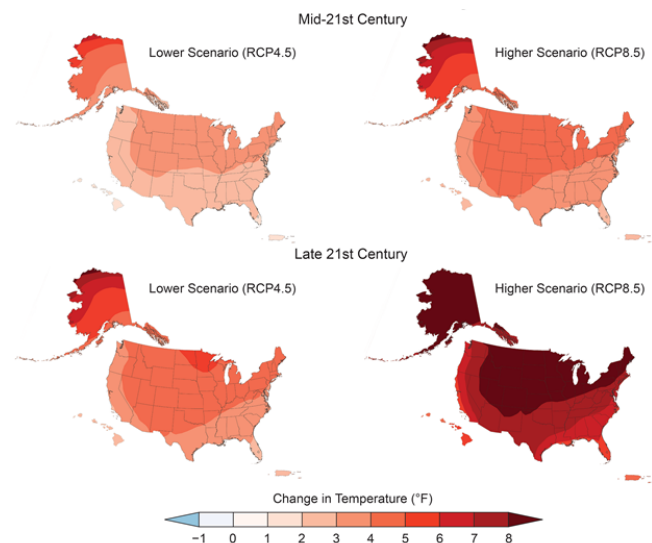 Mid-21st Century
Lower Scenario (RCP4.5)
Higher Scenario (RCP8.5)
Late 21st Century
Lower Scenario (RCP4.5)
Higher Scenario (RCP8.5)
Change in Temperature (°F)
−1 0 1 2 3 4 5 6 7 8